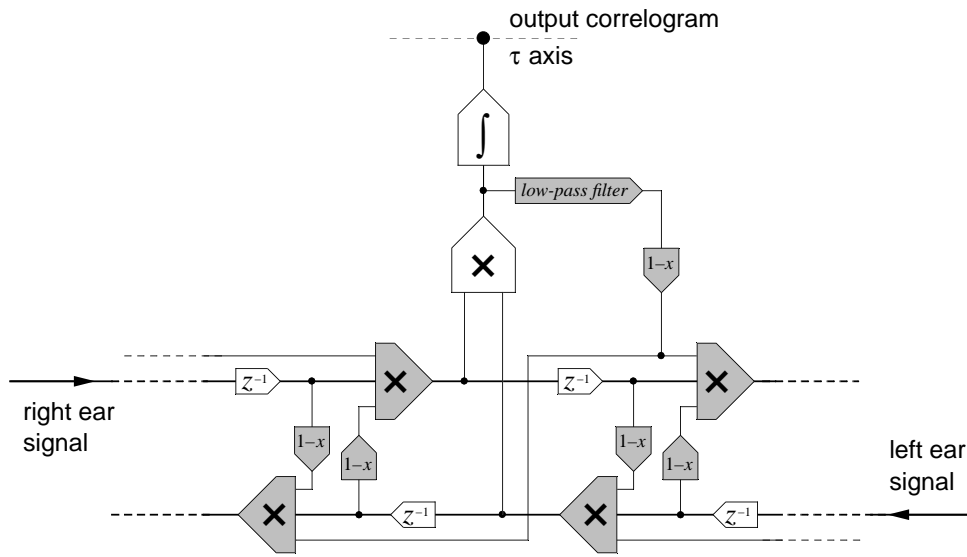 output correlogram
τ axis
∫
low-pass filter
×
1–x
× ×
z⁻¹ z⁻¹
right ear
signal
1–x 1–x 1–x 1–x
left ear
signal
× z⁻¹ × z⁻¹